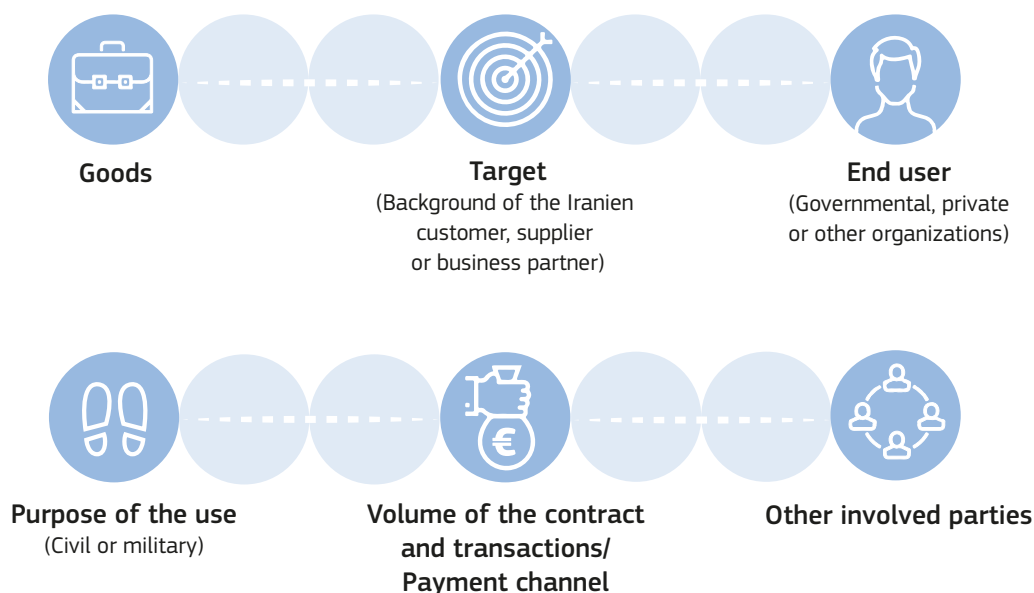 Goods
Target
(Background of the Iranien
customer, supplier
or business partner)
End user
(Governmental, private
or other organizations)
Purpose of the use
(Civil or military)
€
Volume of the contract
and transactions/
Payment channel
Other involved parties